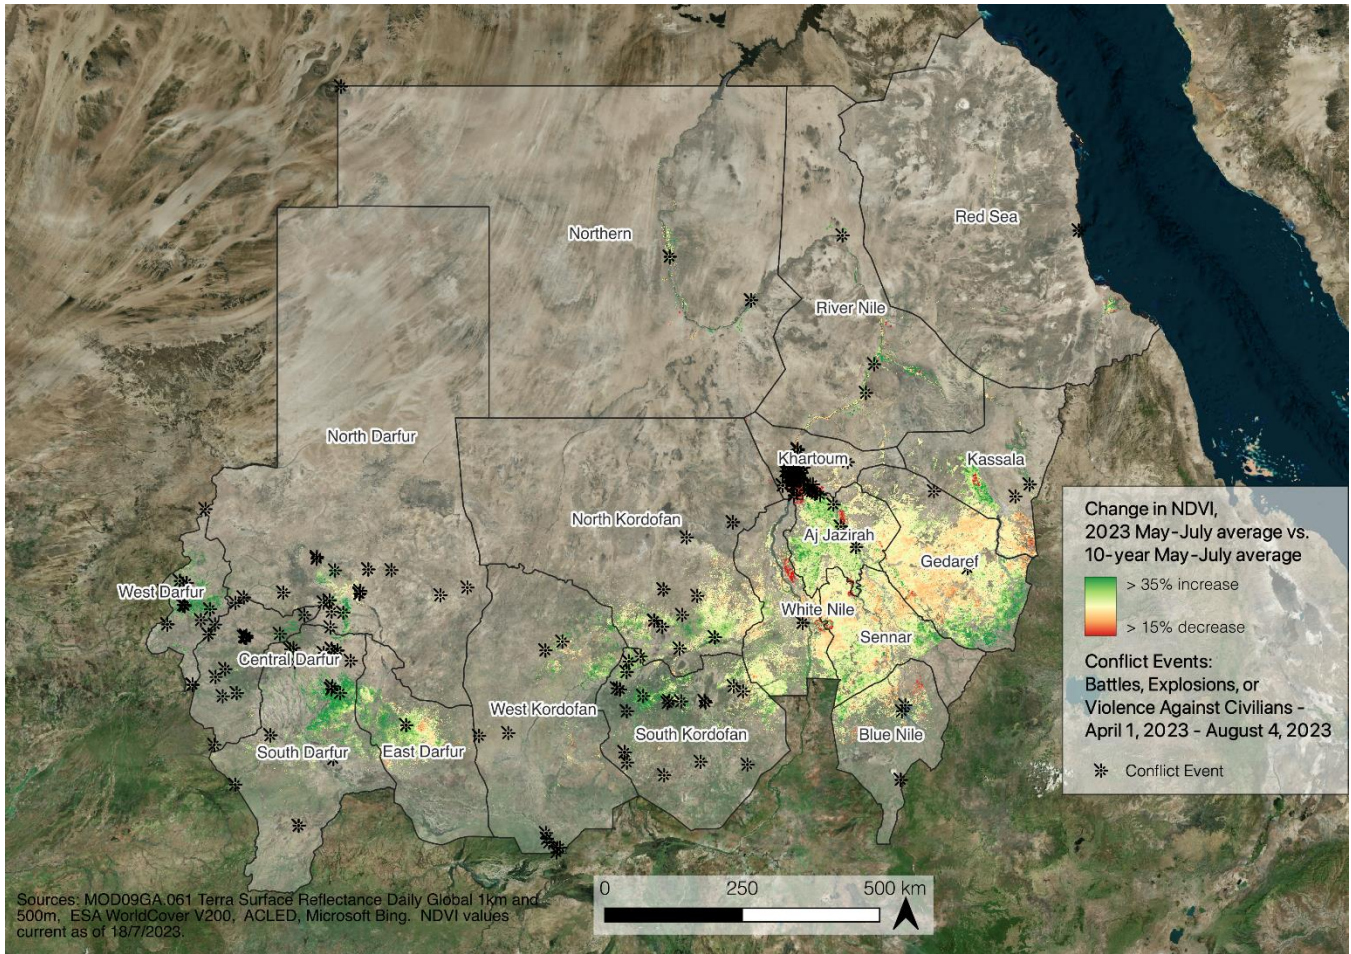 Red Sea
Northern
River Nile
North Darfur
Khartoum
Kassala
North Kordofan
Aj Jazirah
Gedaref
West Darfur
White Nile
Sennar
Central Darfur
West Kordofan
South Kordofan
Blue Nile
South Darfur
East Darfur
Change in NDVI,
2023 May-July average vs.
10-year May-July average
> 35% increase
> 15% decrease
Conflict Events:
Battles, Explosions, or
Violence Against Civilians -
April 1, 2023 - August 4, 2023
Conflict Event
0 250 500 km
Sources: MOD09GA.061 Terra Surface Reflectance Daily Global 1km and
500m, ESA WorldCover V200, ACLED, Microsoft Bing. NDVI values
current as of 18/7/2023.